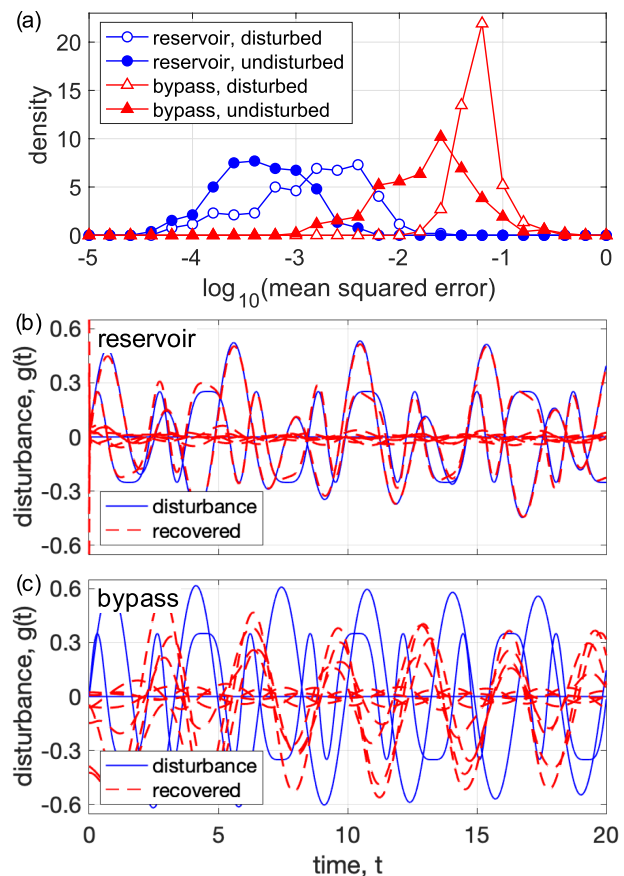 (a)
20
15
10
5
0
density
reservoir, disturbed
reservoir, undisturbed
bypass, disturbed
bypass, undisturbed
-5
-4
-3
-2
-1
0
log10(mean squared error)
(b)
reservoir
0.6
0.3
0
-0.3
-0.6
disturbance, g(t)
disturbance
recovered
(c)
bypass
0.6
0.3
0
-0.3
-0.6
disturbance, g(t)
disturbance
recovered
0
5
10
15
20
time, t